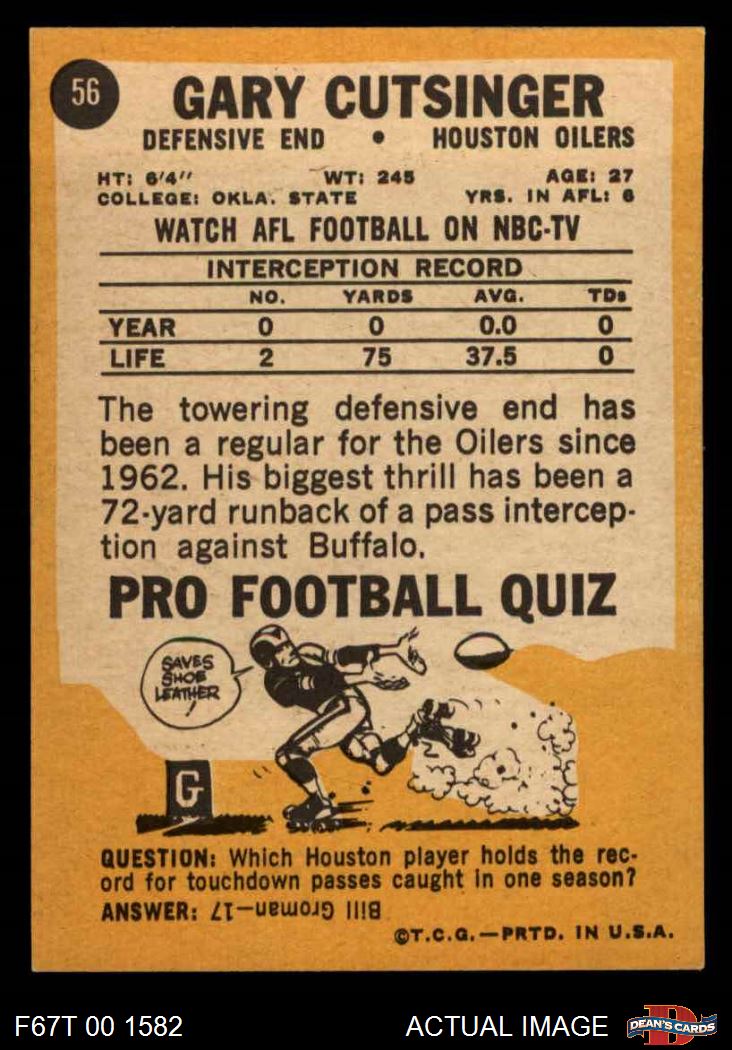 56
GARY CUTSINGER
DEFENSIVE END • HOUSTON OILERS
HT: 6'4" WT: 245 AGE: 27
COLLEGE: OKLA. STATE YRS. IN AFL: 6
WATCH AFL FOOTBALL ON NBC-TV
INTERCEPTION RECORD
NO. YARDS AVG. TDs
YEAR 0 0 0.0 0
LIFE 2 75 37.5 0
The towering defensive end has
been a regular for the Oilers since
1962. His biggest thrill has been a
72-yard runback of a pass intercep-
tion against Buffalo.
PRO FOOTBALL QUIZ
SAVES
SHOE
LEATHER
!
G
QUESTION: Which Houston player holds the rec-
ord for touchdown passes caught in one season?
ANSWER: Bill Groman—17
©T.C.G.—PRTD. IN U.S.A.
F67T 00 1582 ACTUAL IMAGE
D
DEAN'S CARDS